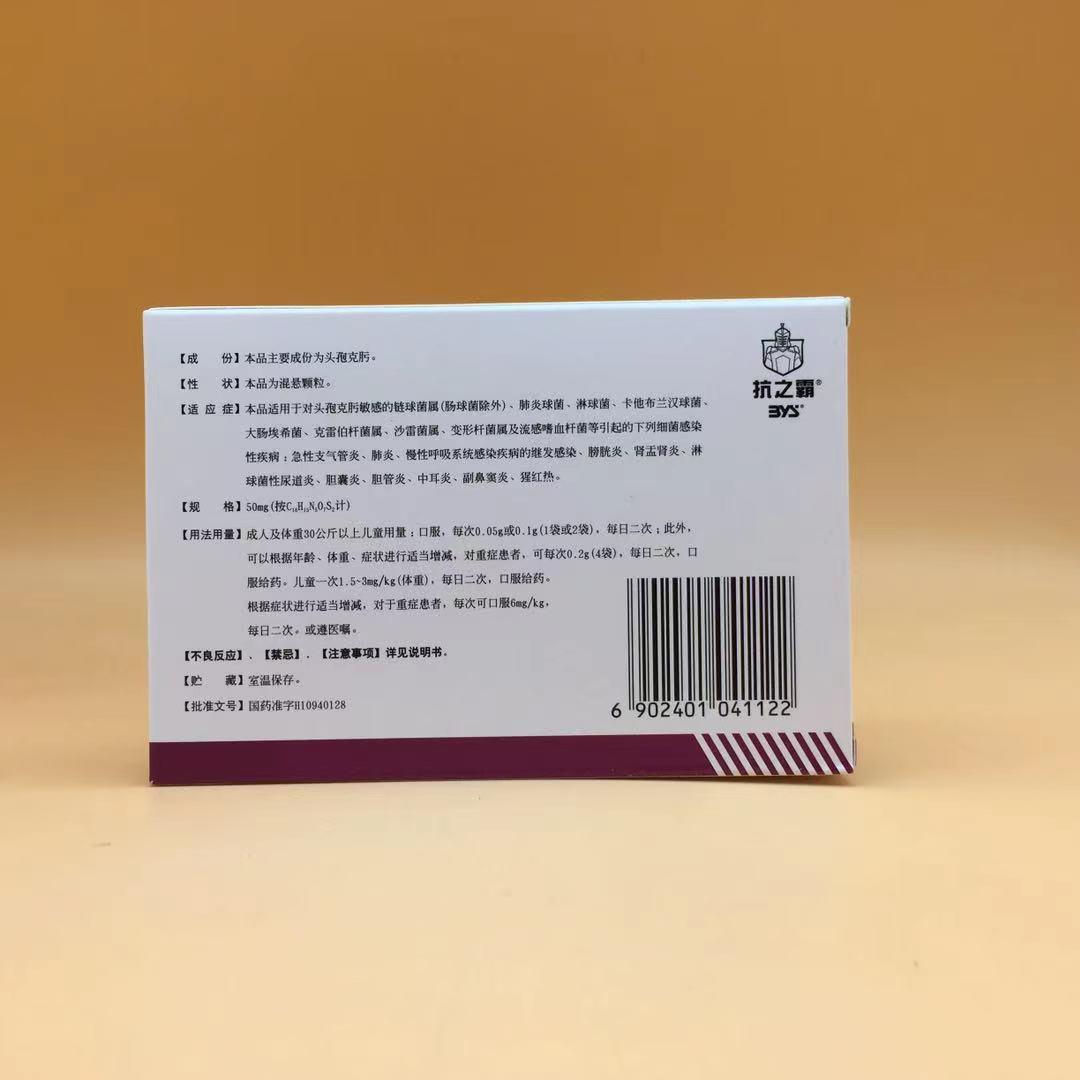 【成　份】本品主要成份为头孢克肟。
【性　状】本品为混悬颗粒。
【适应症】本品适用于对头孢克肟敏感的链球菌属(肠球菌除外)、肺炎球菌、淋球菌、卡他布兰汉球菌、
大肠埃希菌、克雷伯杆菌属、沙雷菌属、变形杆菌属及流感嗜血杆菌等引起的下列细菌感染
性疾病：急性支气管炎、肺炎、慢性呼吸系统感染疾病的继发感染、膀胱炎、肾盂肾炎、淋
球菌性尿道炎、胆囊炎、胆管炎、中耳炎、副鼻窦炎、猩红热。
【规　格】50mg(按C₁₆H₁₅N₅O₇S₂计)
【用法用量】成人及体重30公斤以上儿童用量：口服，每次0.05g或0.1g(1袋或2袋)，每日二次；此外，
可以根据年龄、体重、症状进行适当增减，对重症患者，可每次0.2g(4袋)，每日二次，口
服给药。儿童一次1.5~3mg/kg(体重)，每日二次，口服给药。
根据症状进行适当增减，对于重症患者，每次可口服6mg/kg，
每日二次。或遵医嘱。
【不良反应】、【禁忌】、【注意事项】详见说明书。
【贮　藏】室温保存。
【批准文号】国药准字H10940128
抗之霸®
BYS®
6 902401 041122